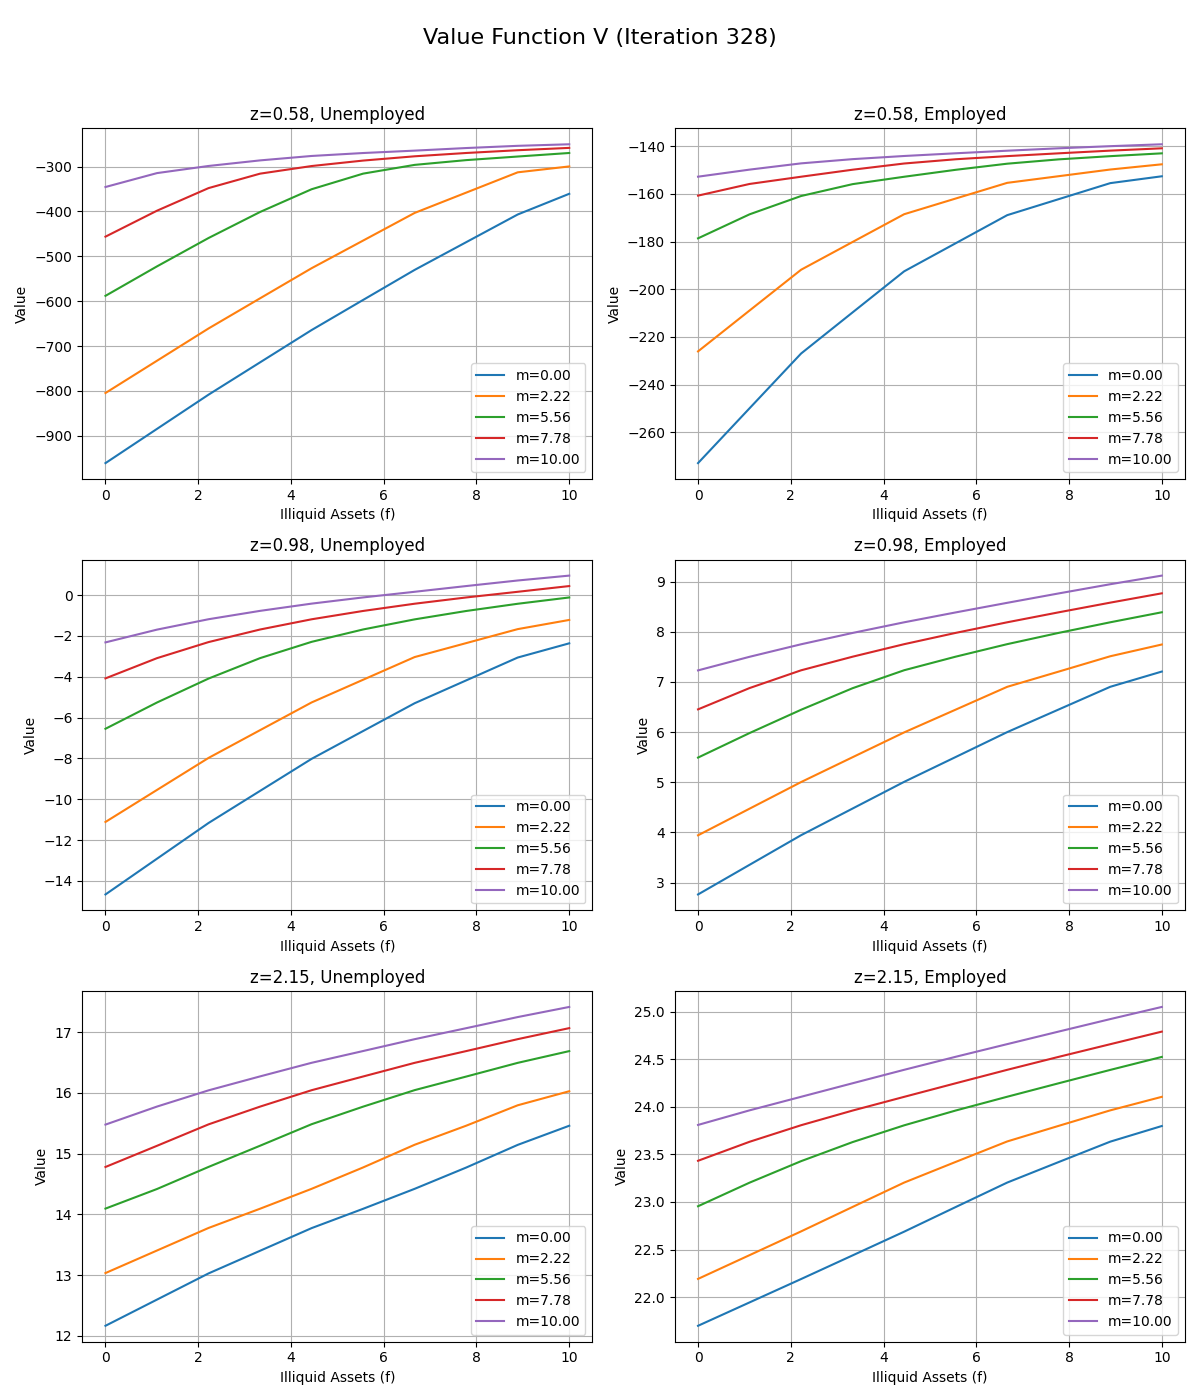 Value Function V (Iteration 328)
z=0.58, Unemployed
−300
−400
−500
−600
−700
−800
−900
Value
0 2 4 6 8 10
Illiquid Assets (f)
m=0.00
m=2.22
m=5.56
m=7.78
m=10.00
z=0.58, Employed
−140
−160
−180
−200
−220
−240
−260
Value
0 2 4 6 8 10
Illiquid Assets (f)
m=0.00
m=2.22
m=5.56
m=7.78
m=10.00
z=0.98, Unemployed
0
−2
−4
−6
−8
−10
−12
−14
Value
0 2 4 6 8 10
Illiquid Assets (f)
m=0.00
m=2.22
m=5.56
m=7.78
m=10.00
z=0.98, Employed
9
8
7
6
5
4
3
Value
0 2 4 6 8 10
Illiquid Assets (f)
m=0.00
m=2.22
m=5.56
m=7.78
m=10.00
z=2.15, Unemployed
17
16
15
14
13
12
Value
0 2 4 6 8 10
Illiquid Assets (f)
m=0.00
m=2.22
m=5.56
m=7.78
m=10.00
z=2.15, Employed
25.0
24.5
24.0
23.5
23.0
22.5
22.0
Value
0 2 4 6 8 10
Illiquid Assets (f)
m=0.00
m=2.22
m=5.56
m=7.78
m=10.00